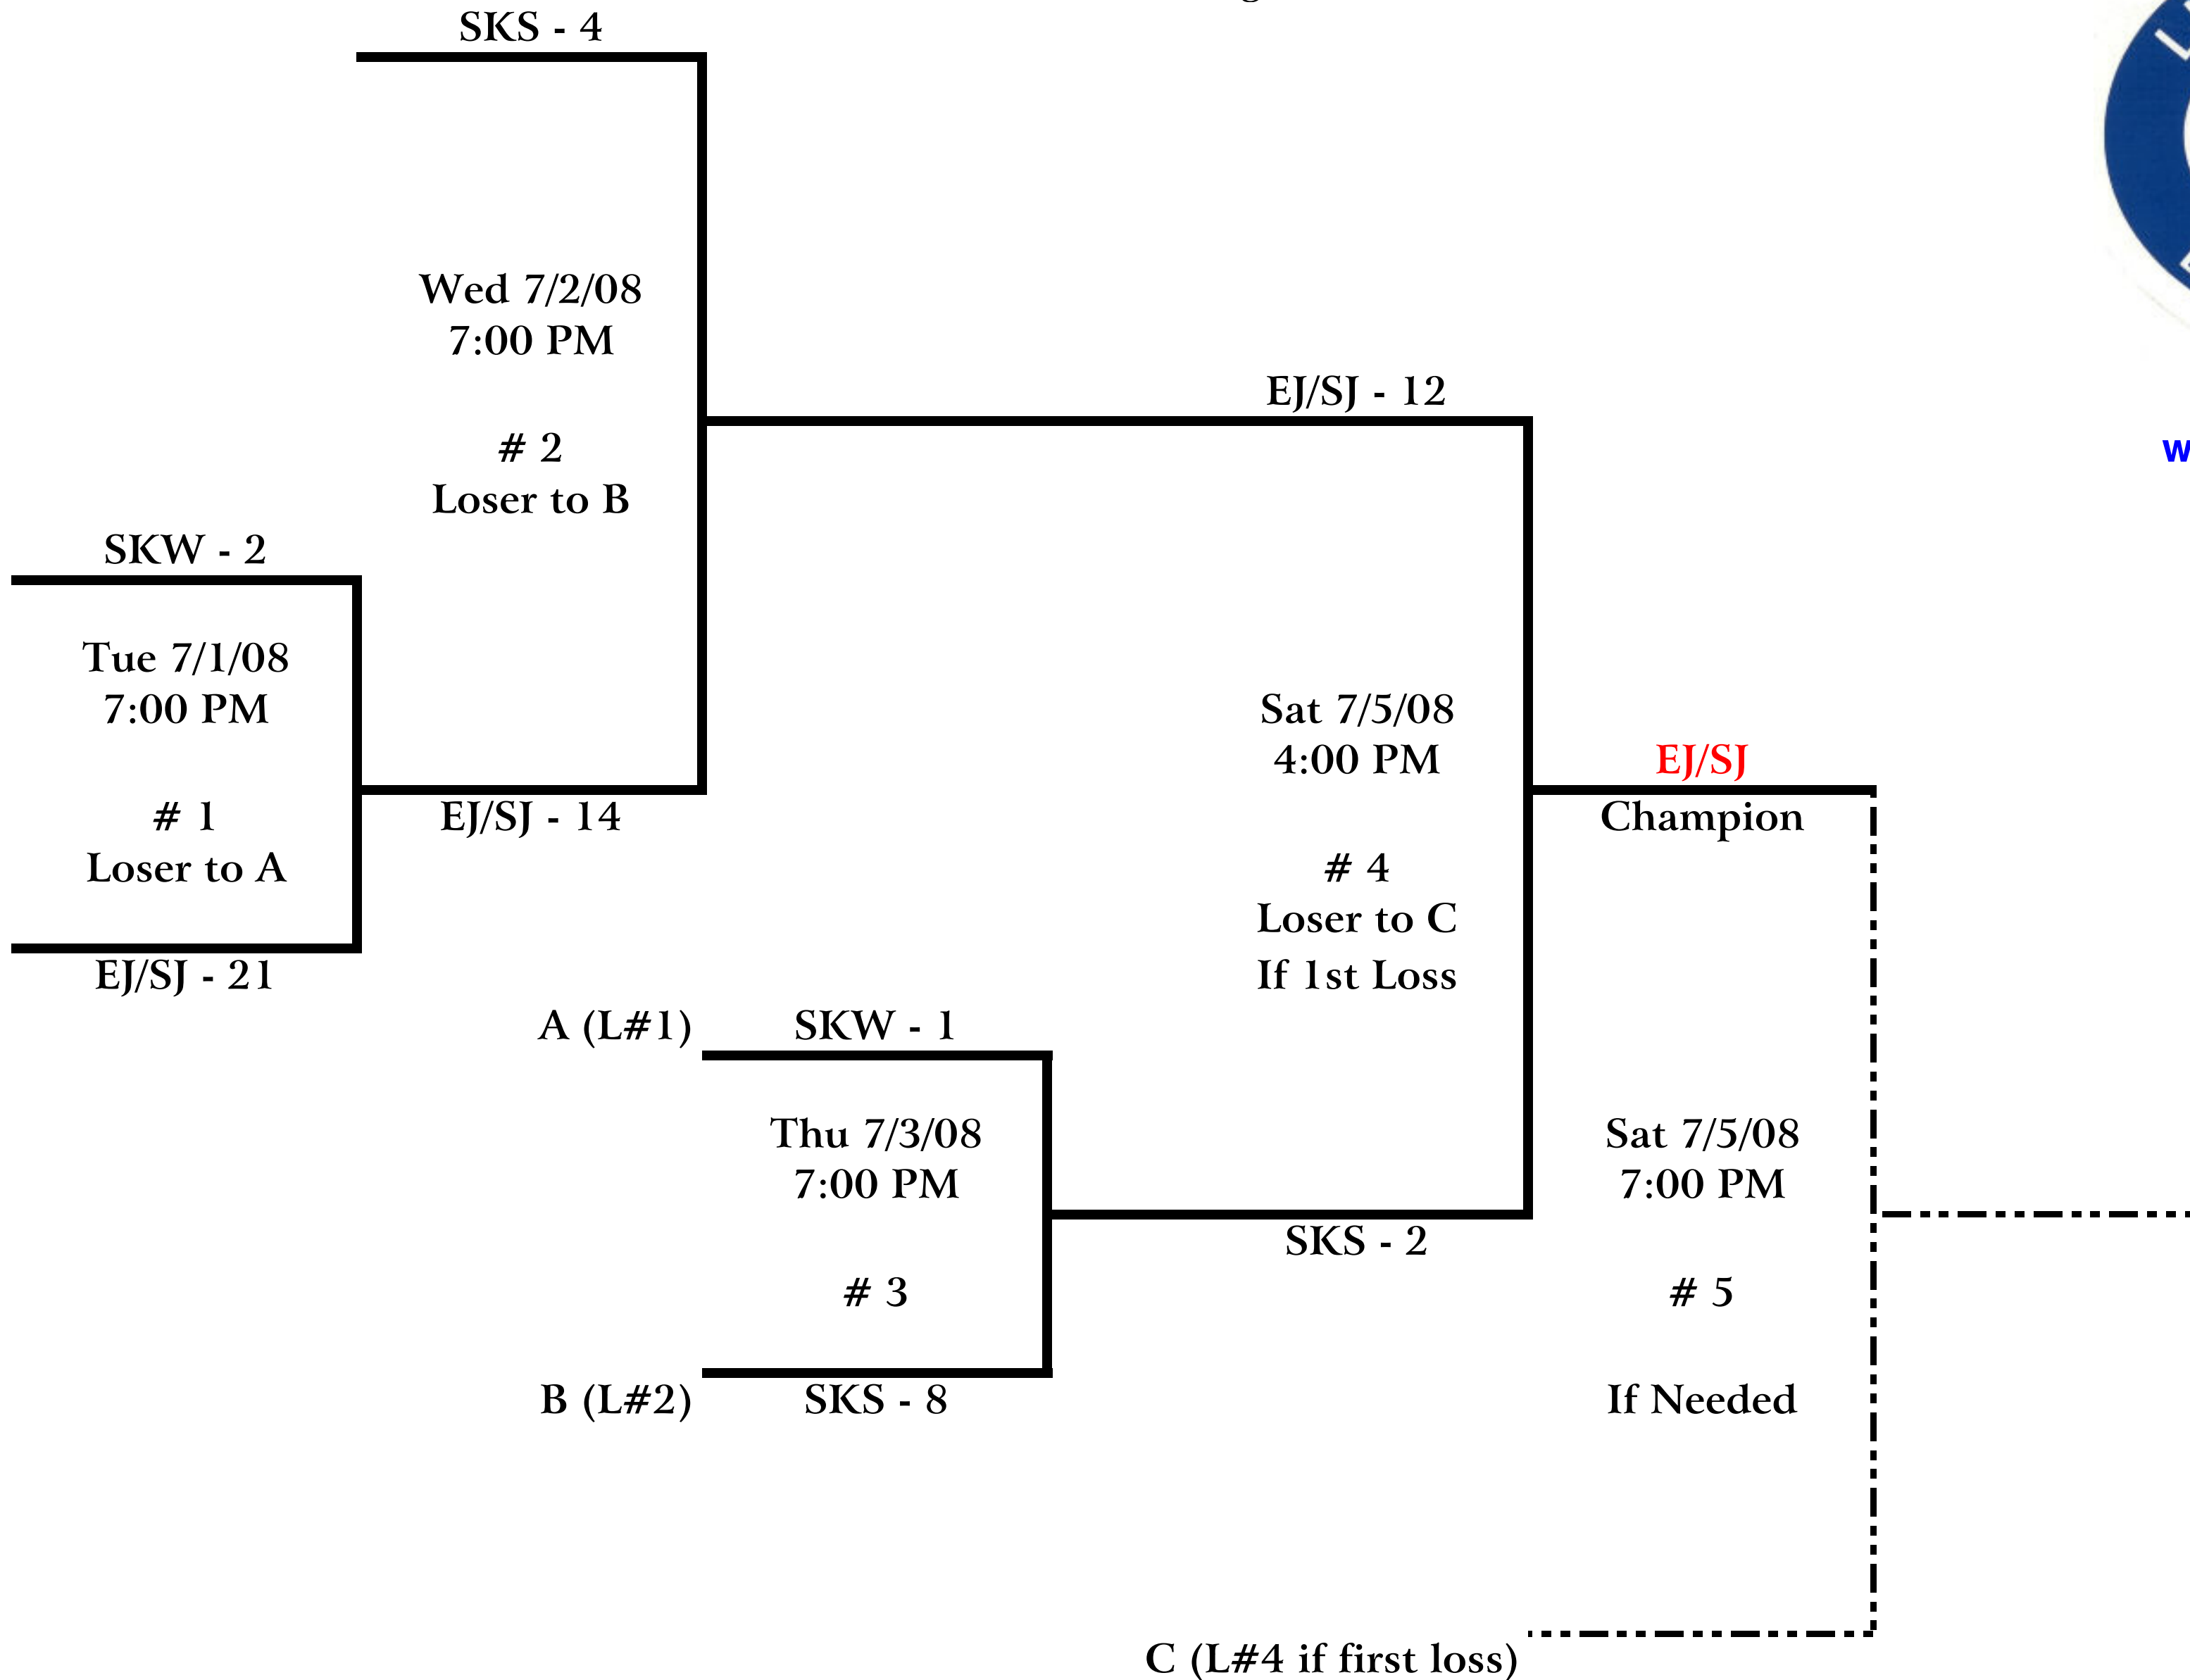 SKS - 4
Wed 7/2/08
7:00 PM
# 2
Loser to B
EJ/SJ - 12
SKW - 2
Tue 7/1/08
7:00 PM
# 1
Loser to A
EJ/SJ - 21
EJ/SJ - 14
Sat 7/5/08
4:00 PM
# 4
Loser to C
If 1st Loss
EJ/SJ
Champion
A (L#1)
SKW - 1
Thu 7/3/08
7:00 PM
# 3
B (L#2)
SKS - 8
SKS - 2
Sat 7/5/08
7:00 PM
# 5
If Needed
C (L#4 if first loss)